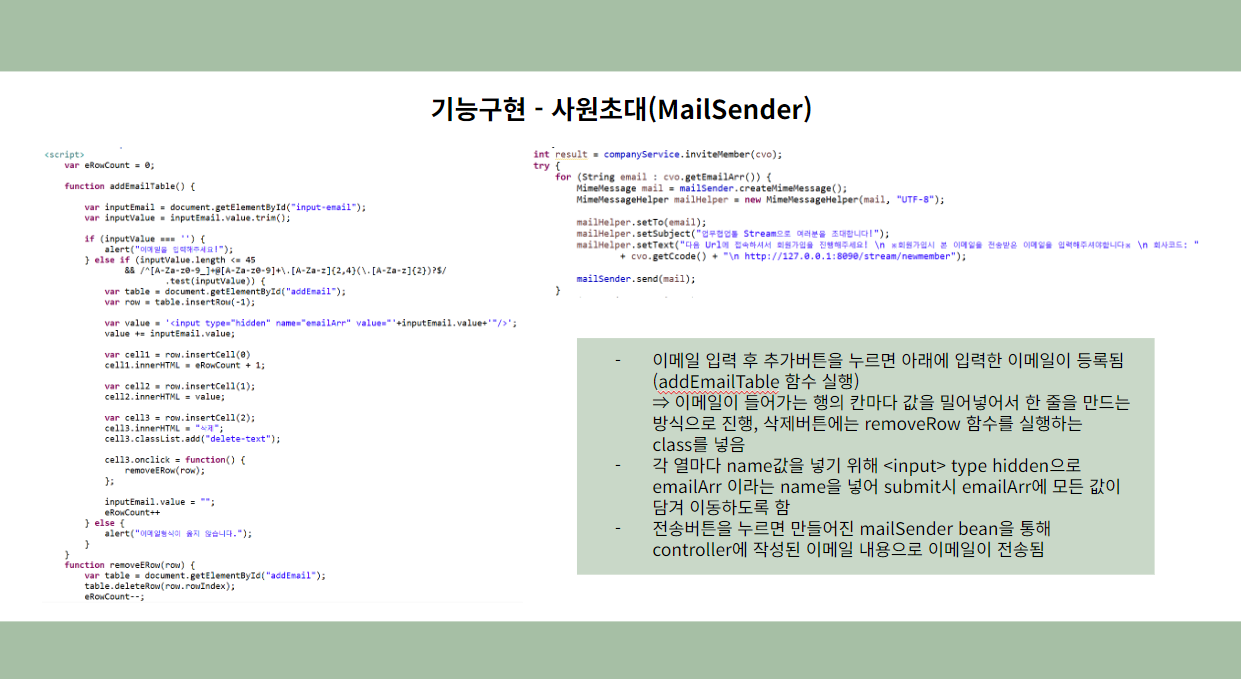 기능구현 - 사원초대(MailSender)
<script>
var eRowCount = 0;
function addEmailTable() {
var inputEmail = document.getElementById("input-email");
var inputValue = inputEmail.value.trim();
if (inputValue === '') {
alert("이메일을 입력해주세요!");
} else if (inputValue.length <= 45
&& /^[A-Za-z0-9_]+@[A-Za-z0-9]+\.[A-Za-z]{2,4}(\.[A-Za-z]{2})?$/
.test(inputValue)) {
var table = document.getElementById("addEmail");
var row = table.insertRow(-1);
var value = '<input type="hidden" name="emailArr" value="'+inputEmail.value+'"/>';
value += inputEmail.value;
var cell1 = row.insertCell(0)
cell1.innerHTML = eRowCount + 1;
var cell2 = row.insertCell(1);
cell2.innerHTML = value;
var cell3 = row.insertCell(2);
cell3.innerHTML = "삭제";
cell3.classList.add("delete-text");
cell3.onclick = function() {
removeERow(row);
};
inputEmail.value = "";
eRowCount++
} else {
alert("이메일형식이 옳지 않습니다.");
}
}
function removeERow(row) {
var table = document.getElementById("addEmail");
table.deleteRow(row.rowIndex);
eRowCount--;
int result = companyService.inviteMember(cvo);
try {
for (String email : cvo.getEmailArr()) {
MimeMessage mail = mailSender.createMimeMessage();
MimeMessageHelper mailHelper = new MimeMessageHelper(mail, "UTF-8");
mailHelper.setTo(email);
mailHelper.setSubject("업무협업툴 Stream으로 여러분을 초대합니다!");
mailHelper.setText("다음 Url에 접속하셔서 회원가입을 진행해주세요! \n ※회원가입시 본 이메일을 전송받은 이메일을 입력해주셔야합니다※ \n 회사코드: "
+ cvo.getCcode() + "\n http://127.0.0.1:8090/stream/newmember");
mailSender.send(mail);
}
- 이메일 입력 후 추가버튼을 누르면 아래에 입력한 이메일이 등록됨
(addEmailTable 함수 실행)
⇒ 이메일이 들어가는 행의 칸마다 값을 밀어넣어서 한 줄을 만드는
방식으로 진행, 삭제버튼에는 removeRow 함수를 실행하는
class를 넣음
- 각 열마다 name값을 넣기 위해 <input> type hidden으로
emailArr 이라는 name을 넣어 submit시 emailArr에 모든 값이
담겨 이동하도록 함
- 전송버튼을 누르면 만들어진 mailSender bean을 통해
controller에 작성된 이메일 내용으로 이메일이 전송됨